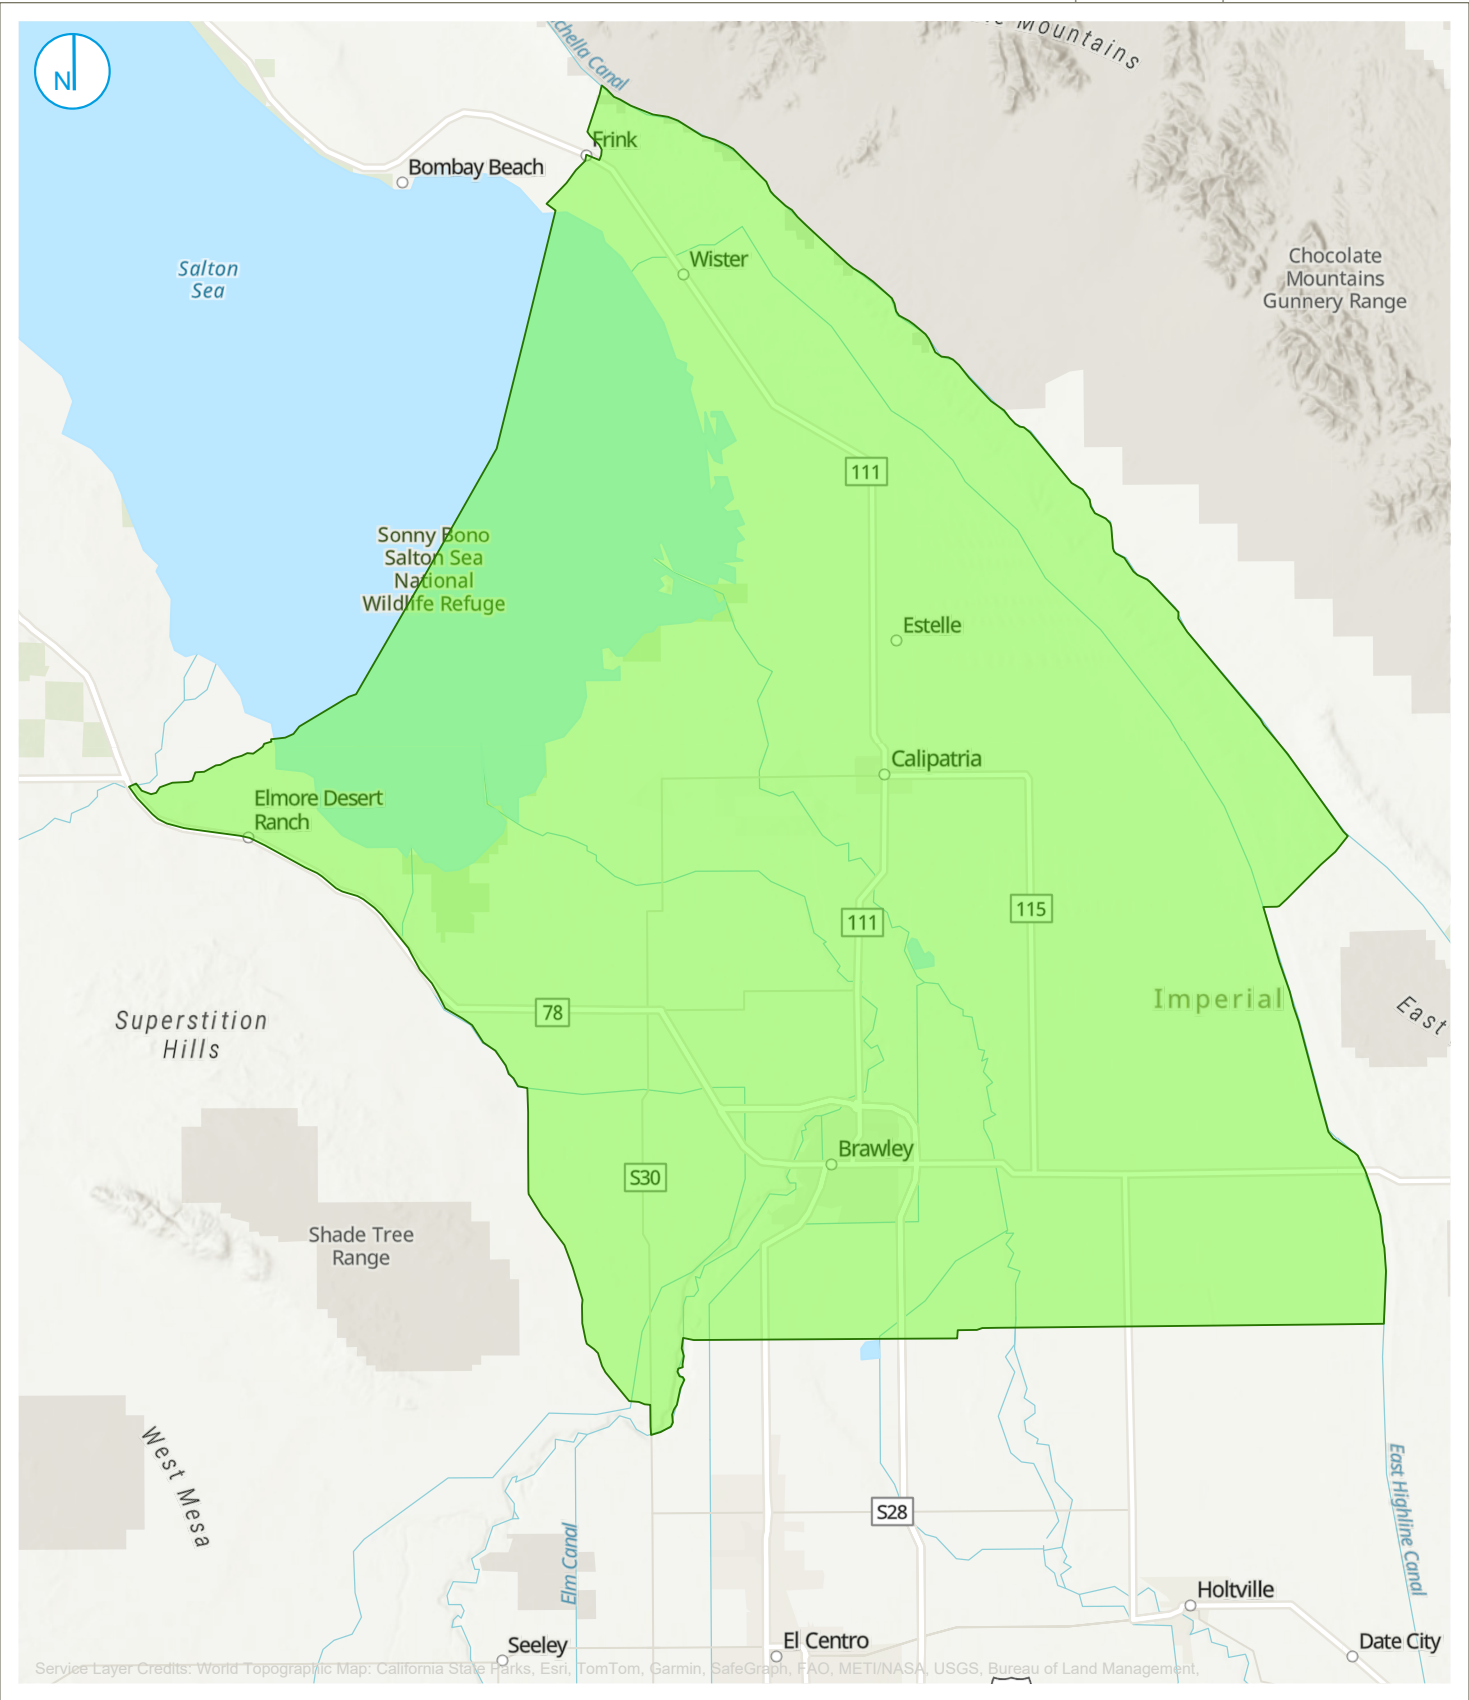 chella Canal
Mountains
N
Frink
Bombay Beach
Salton
Sea
Wister
Chocolate
Mountains
Gunnery Range
111
Sonny Bono
Salton Sea
National
Wildlife Refuge
Estelle
Calipatria
Elmore Desert
Ranch
111
115
Imperial
East
78
Superstition
Hills
Brawley
S30
Shade Tree
Range
West Mesa
S28
East Highline Canal
Elm Canal
Holtville
Seeley
El Centro
Date City
Service Layer Credits: World Topographic Map: California State Parks, Esri, TomTom, Garmin, SafeGraph, FAO, METI/NASA, USGS, Bureau of Land Management,